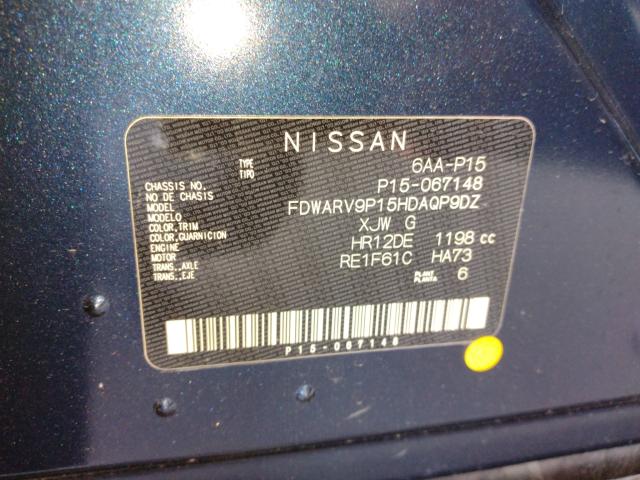 NISSAN
TYPE 6AA-P15
TIPO
CHASSIS NO. P15-067148
NO DE CHASSIS
MODEL FDWARV9P15HDAQP9DZ
MODELO
COLOR,TRIM XJW G
COLOR,GUARNICION
ENGINE HR12DE 1198 cc
MOTOR
TRANS.,AXLE RE1F61C HA73
TRANS.,EJE
PLANT 6
PLANTA
P15-067148